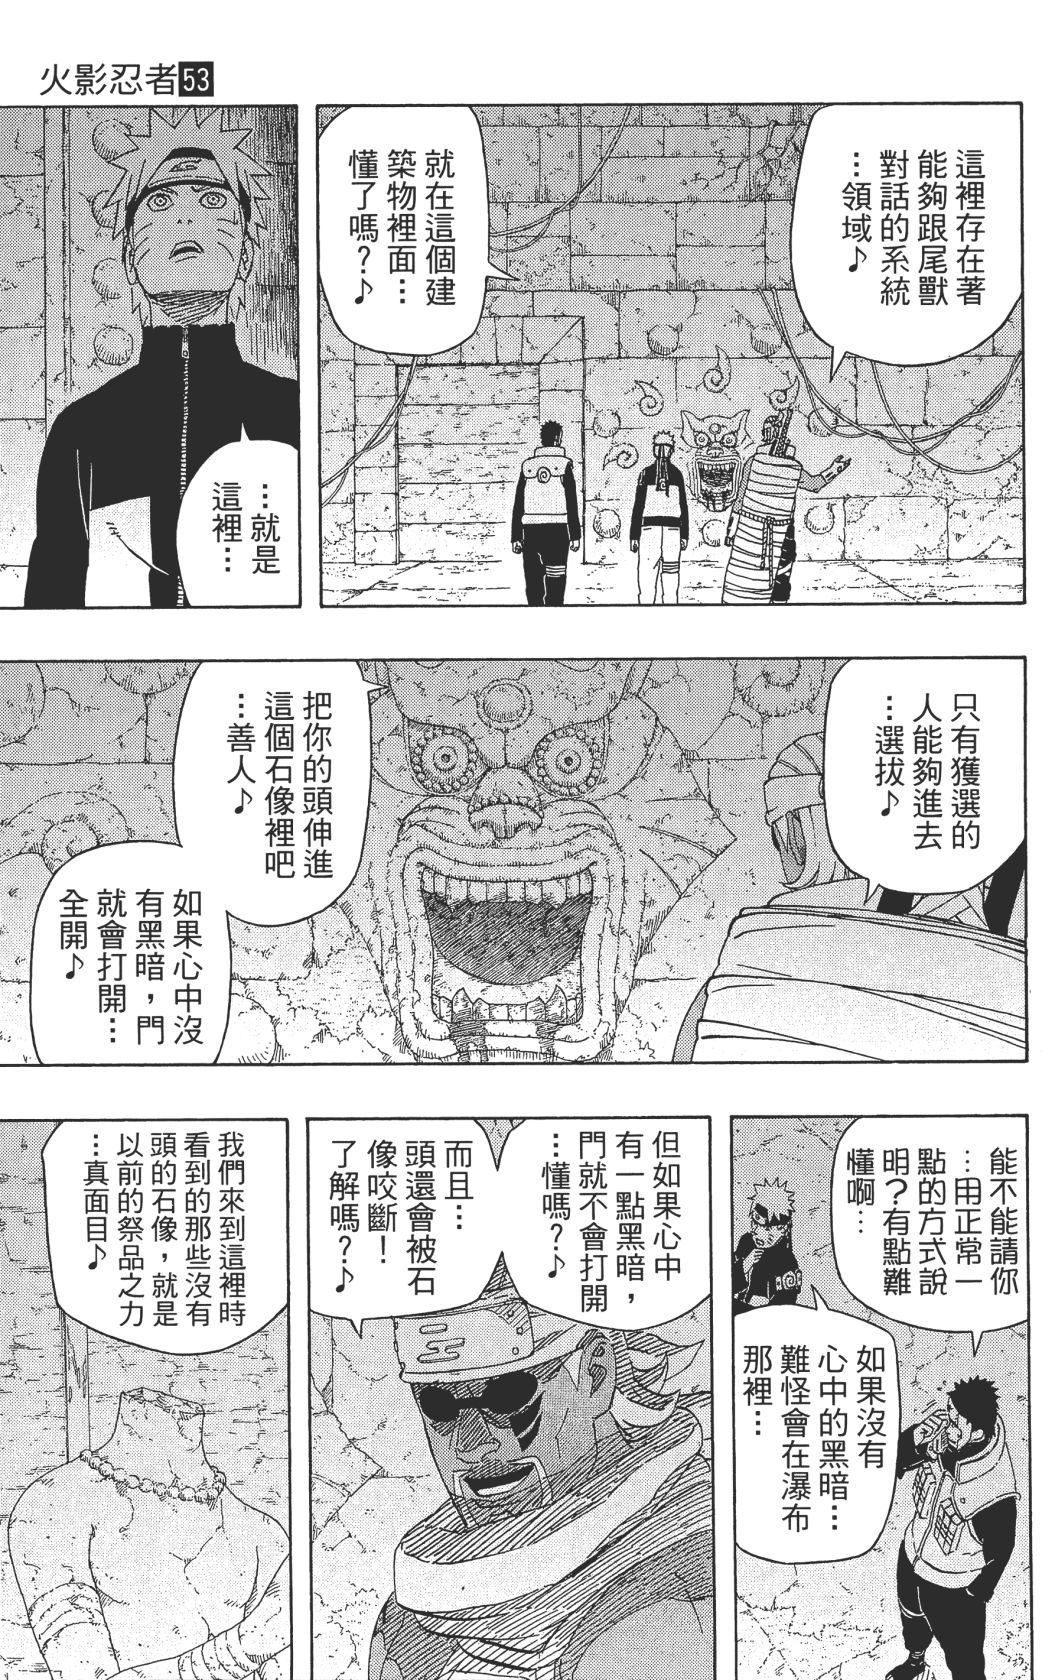 火影忍者53
這裡存在著
能夠跟尾獸
對話的系統
…領域♪
就在這個建
築物裡面…
懂了嗎？♪
…就是
這裡…
只有獲選的
人能夠進去
…選拔♪
把你的頭伸進
這個石像裡吧
…善人♪
如果心中沒
有黑暗，門
就會打開…
全開♪
能不能請你
…用正常一
點的方式說
明？有點難
懂啊…
如果沒有
心中的黑暗…
難怪會在瀑布
那裡…
但如果心中
有一點黑暗，
門就不會打開
…懂嗎？♪
而且…
頭還會被石
像咬斷！
了解嗎？♪
我們來到這裡時
看到的那些沒有
頭的石像，就是
以前的祭品之力
…真面目♪